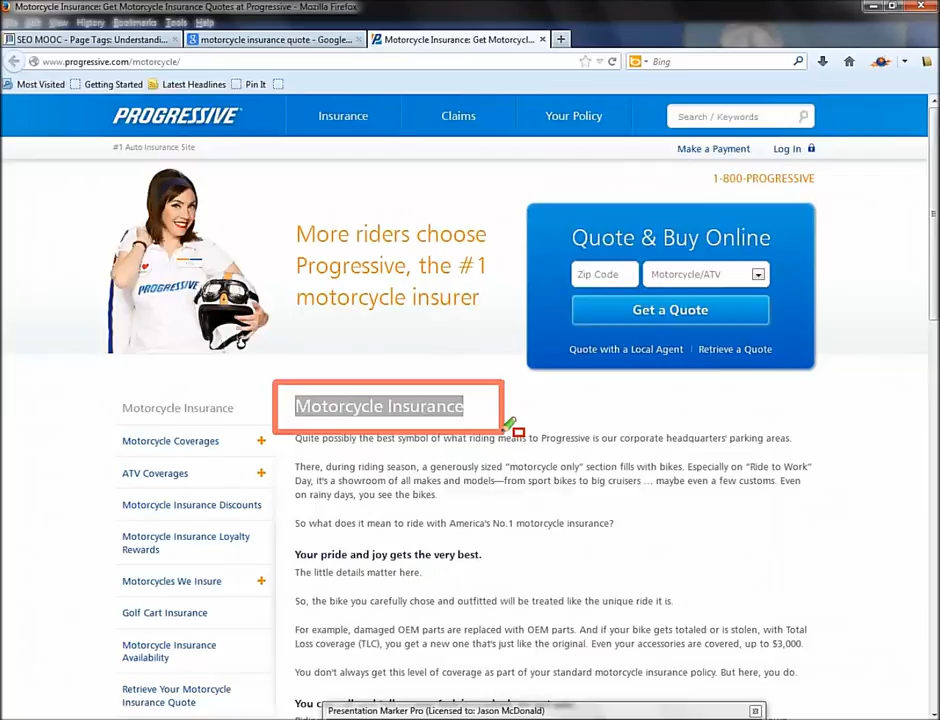 Motorcycle Insurance: Get Motorcycle Insurance Quotes at Progressive - Mozilla Firefox
History Bookmarks Tools Help
SEO MOOC - Page Tags: Understandi...
motorcycle insurance quote - Google...
Motorcycle Insurance: Get Motorcycl...
www.progressive.com/motorcycle/
Bing
Most Visited Getting Started Latest Headlines Pin It
PROGRESSIVE
Insurance
Claims
Your Policy
Search / Keywords
#1 Auto Insurance Site
Make a Payment
Log In
1-800-PROGRESSIVE
More riders choose
Progressive, the #1
motorcycle insurer
PROGRESSIVE
Quote & Buy Online
Zip Code
Motorcycle/ATV
Get a Quote
Quote with a Local Agent
Retrieve a Quote
Motorcycle Insurance
Motorcycle Coverages
ATV Coverages
Motorcycle Insurance Discounts
Motorcycle Insurance Loyalty
Rewards
Motorcycles We Insure
Golf Cart Insurance
Motorcycle Insurance
Availability
Retrieve Your Motorcycle
Insurance Quote
Motorcycle Insurance
Quite possibly the best symbol of what riding means to Progressive is our corporate headquarters' parking areas.
There, during riding season, a generously sized "motorcycle only" section fills with bikes. Especially on "Ride to Work"
Day, it's a showroom of all makes and models—from sport bikes to big cruisers ... maybe even a few customs. Even
on rainy days, you see the bikes.
So what does it mean to ride with America's No.1 motorcycle insurance?
Your pride and joy gets the very best.
The little details matter here.
So, the bike you carefully chose and outfitted will be treated like the unique ride it is.
For example, damaged OEM parts are replaced with OEM parts. And if your bike gets totaled or is stolen, with Total
Loss coverage (TLC), you get a new one that's just like the original. Even your accessories are covered, up to $3,000.
You don't always get this level of coverage as part of your standard motorcycle insurance policy. But here, you do.
Presentation Marker Pro (Licensed to: Jason McDonald)